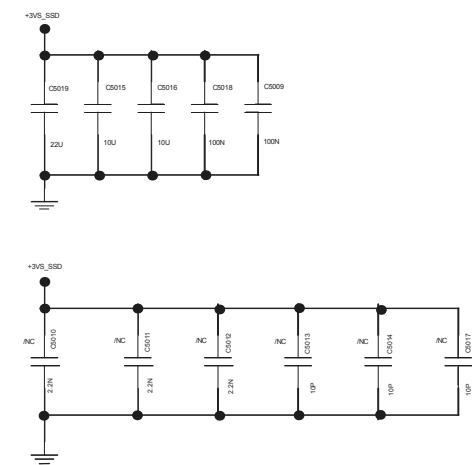 +3VS_SSD
C5019 C5015 C5016 C5018 C5009
22U 10U 10U 100N 100N
+3VS_SSD
/NC C5010 /NC C5011 /NC C5012 /NC C5013 /NC C5014 /NC C5017
2.2N 2.2N 2.2N 10P 10P 10P